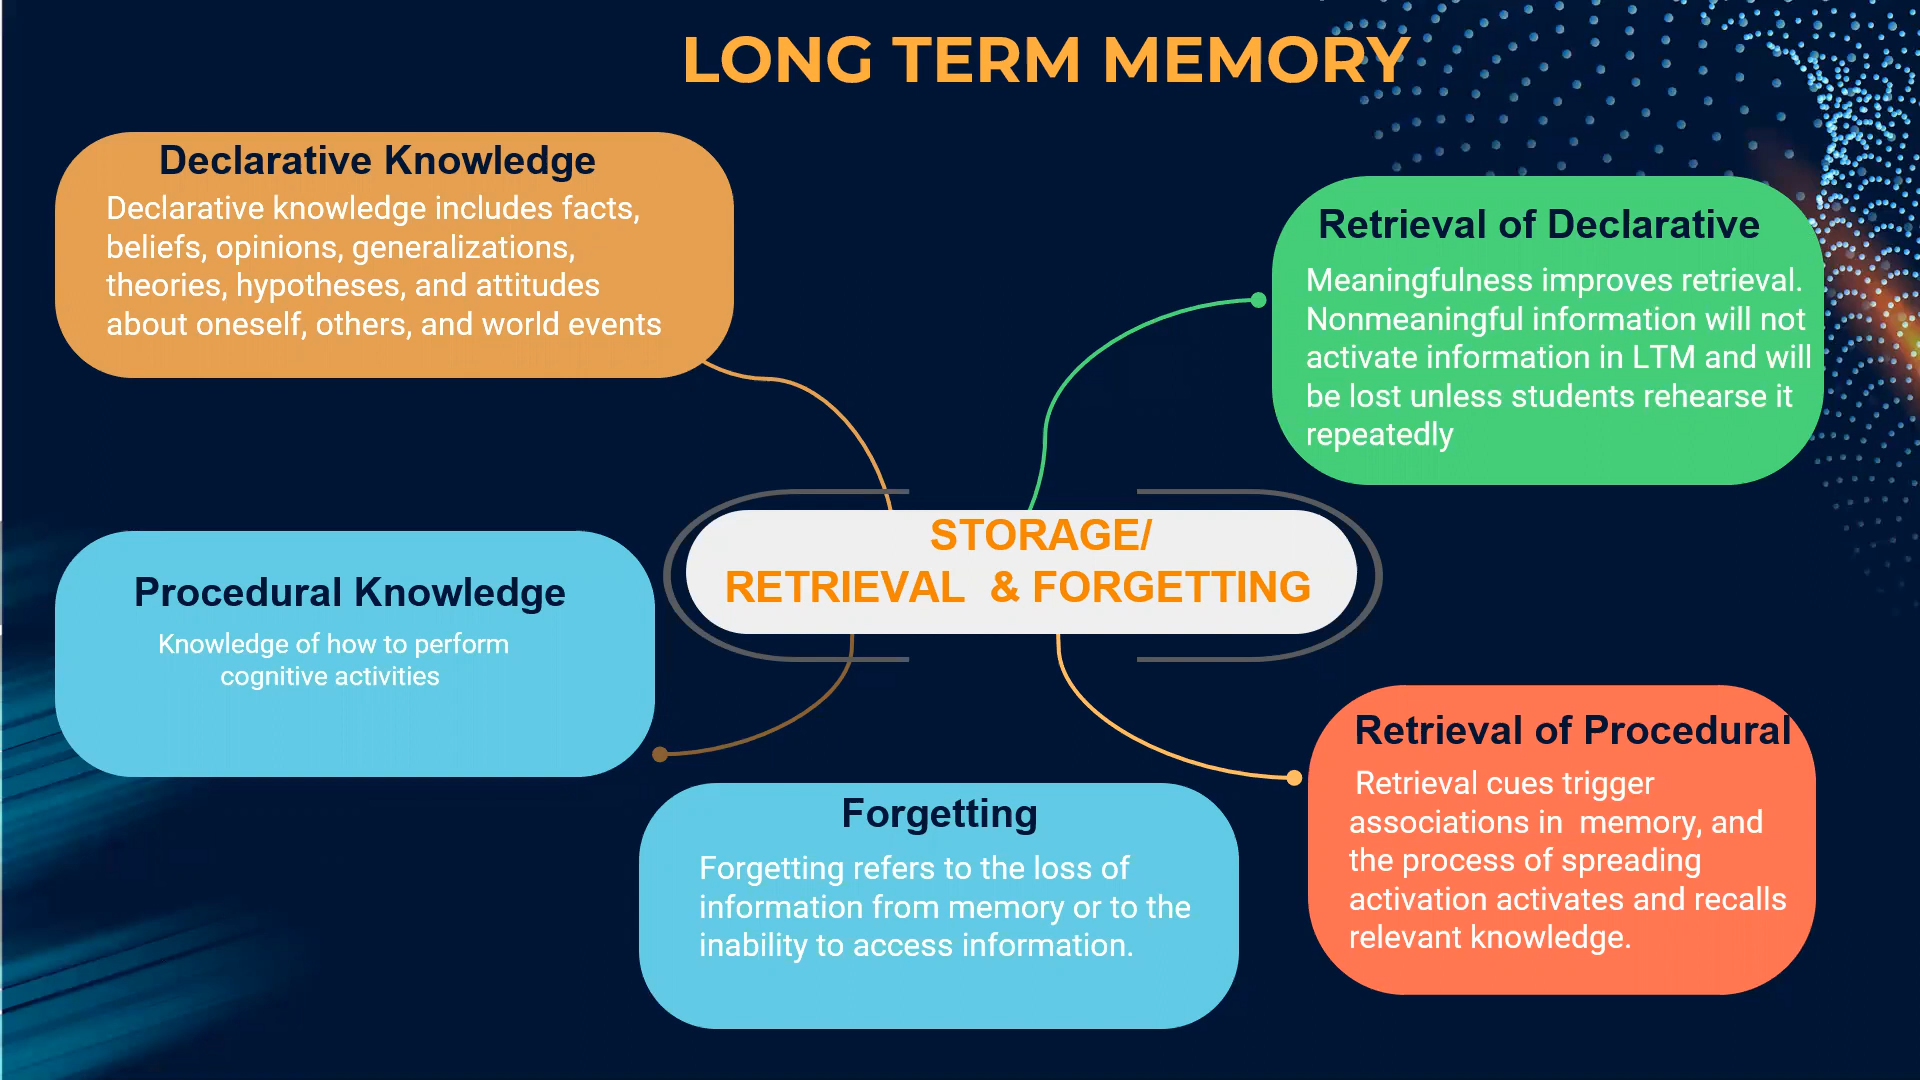 LONG TERM MEMORY
Declarative Knowledge
Declarative knowledge includes facts,
beliefs, opinions, generalizations,
theories, hypotheses, and attitudes
about oneself, others, and world events
Retrieval of Declarative
Meaningfulness improves retrieval.
Nonmeaningful information will not
activate information in LTM and will
be lost unless students rehearse it
repeatedly
STORAGE/
RETRIEVAL & FORGETTING
Procedural Knowledge
Knowledge of how to perform
cognitive activities
Retrieval of Procedural
Retrieval cues trigger
associations in memory, and
the process of spreading
activation activates and recalls
relevant knowledge.
Forgetting
Forgetting refers to the loss of
information from memory or to the
inability to access information.